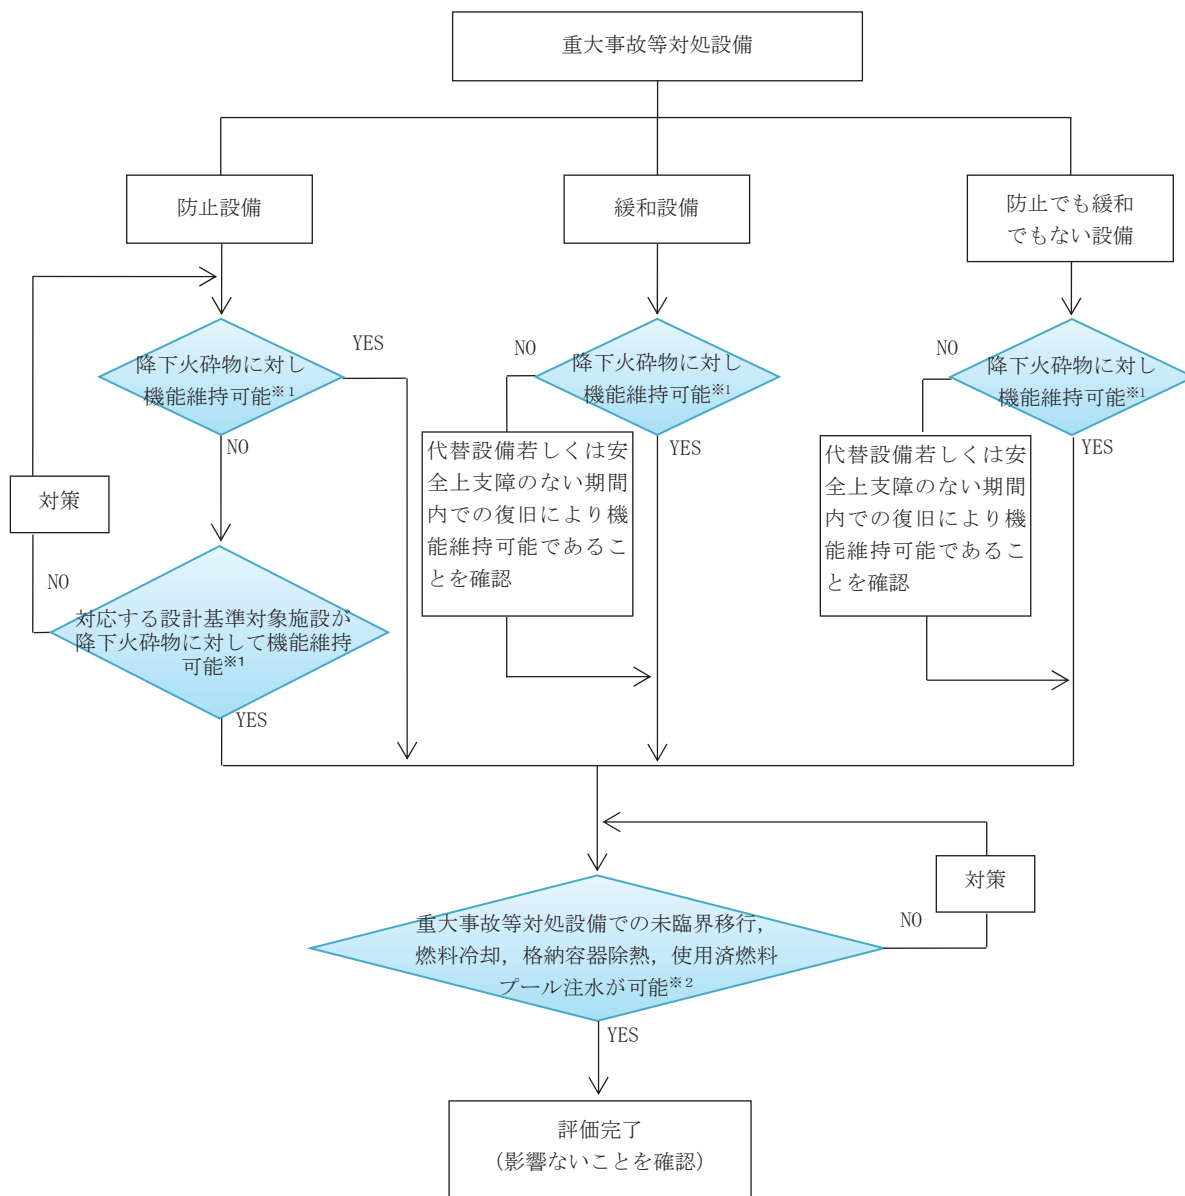 重大事故等対処設備
防止設備
緩和設備
防止でも緩和
でもない設備
降下火砕物に対し
機能維持可能※1
YES
NO
降下火砕物に対し
機能維持可能※1
NO
YES
降下火砕物に対し
機能維持可能※1
NO
YES
対策
NO
対応する設計基準対象施設が
降下火砕物に対して機能維持
可能※1
YES
代替設備若しくは安
全上支障のない期間
内での復旧により機
能維持可能であるこ
とを確認
代替設備若しくは安
全上支障のない期間
内での復旧により機
能維持可能であるこ
とを確認
重大事故等対処設備での未臨界移行,
燃料冷却, 格納容器除熱, 使用済燃料
プール注水が可能※2
NO
対策
YES
評価完了
(影響ないことを確認)